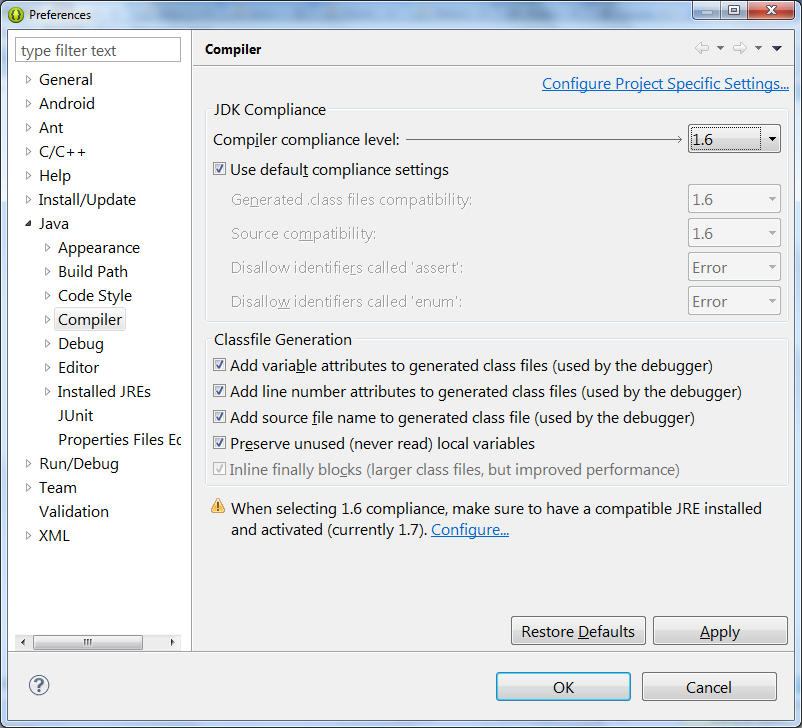 Preferences
type filter text
General
Android
Ant
C/C++
Help
Install/Update
Java
Appearance
Build Path
Code Style
Compiler
Debug
Editor
Installed JREs
JUnit
Properties Files Ec
Run/Debug
Team
Validation
XML
Compiler
Configure Project Specific Settings...
JDK Compliance
Compiler compliance level: 1.6
Use default compliance settings
Generated .class files compatibility: 1.6
Source compatibility: 1.6
Disallow identifiers called 'assert': Error
Disallow identifiers called 'enum': Error
Classfile Generation
Add variable attributes to generated class files (used by the debugger)
Add line number attributes to generated class files (used by the debugger)
Add source file name to generated class file (used by the debugger)
Preserve unused (never read) local variables
Inline finally blocks (larger class files, but improved performance)
When selecting 1.6 compliance, make sure to have a compatible JRE installed
and activated (currently 1.7). Configure...
Restore Defaults Apply
OK Cancel